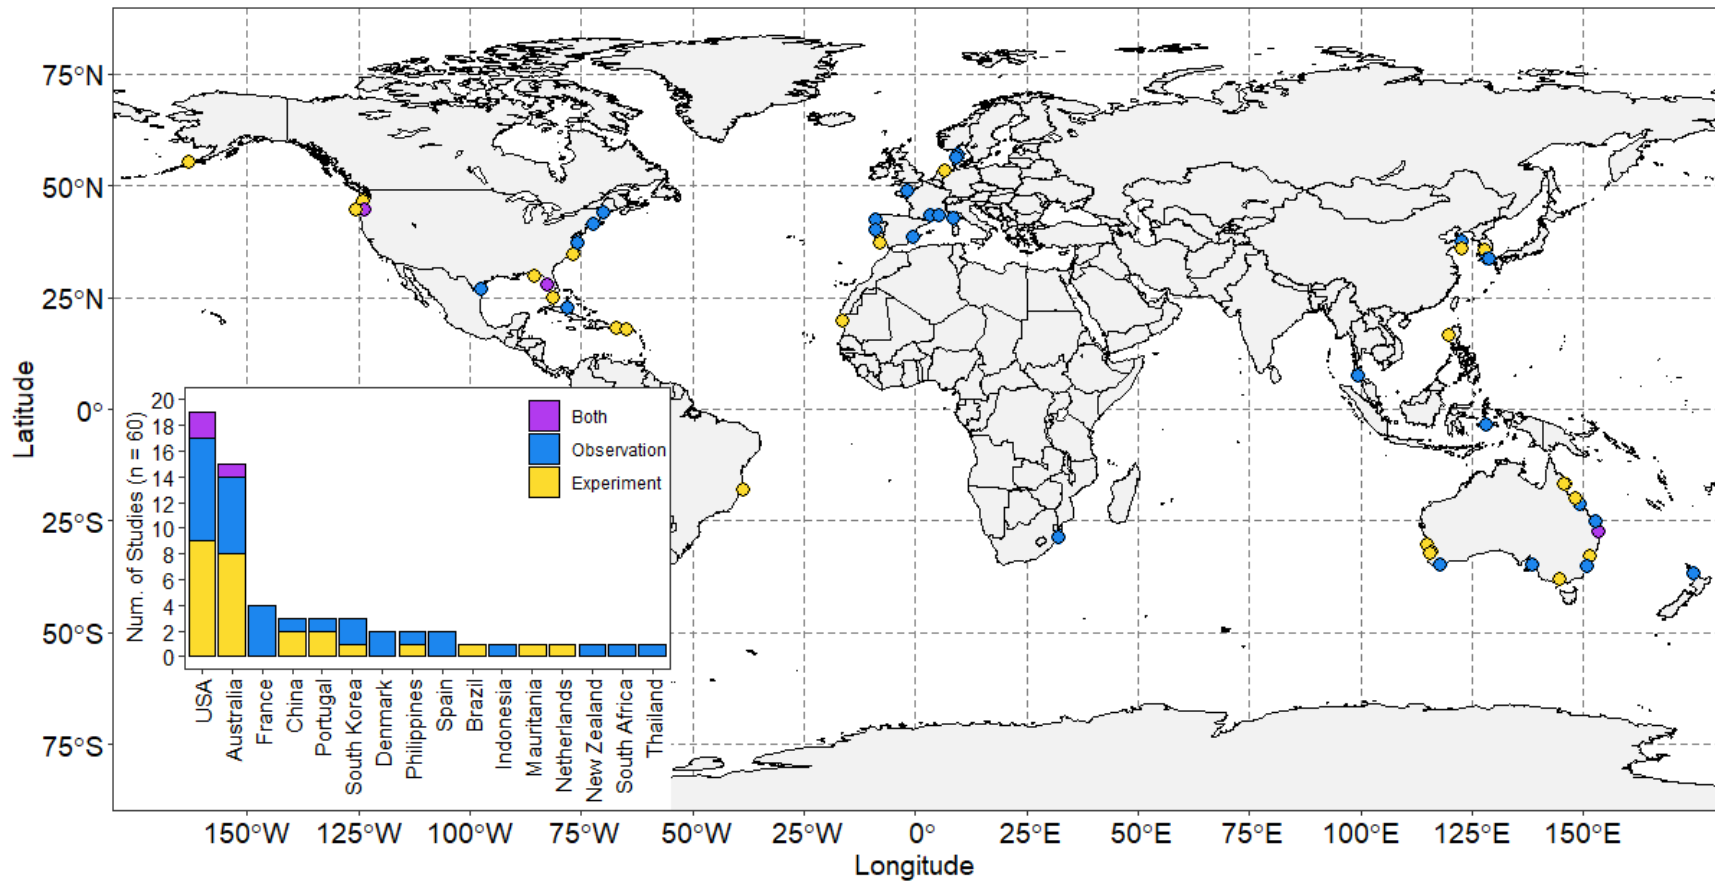 75°N
50°N
25°N
0°
25°S
50°S
75°S
Latitude
20
18
16
14
12
10
8
6
4
2
0
Num. of Studies (n = 60)
Both
Observation
Experiment
USA
Australia
France
China
Portugal
South Korea
Denmark
Philippines
Spain
Brazil
Indonesia
Mauritania
Netherlands
New Zealand
South Africa
Thailand
150°W 125°W 100°W 75°W 50°W 25°W 0° 25°E 50°E 75°E 100°E 125°E 150°E
Longitude